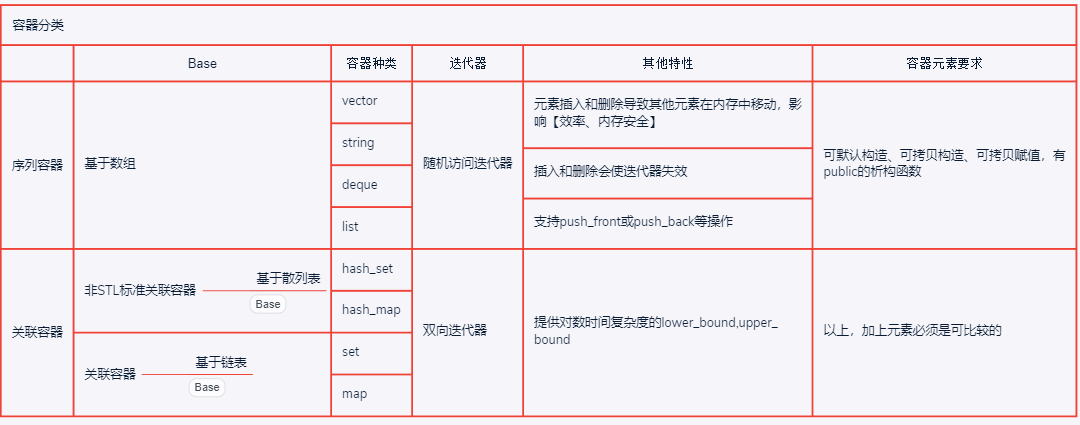 容器分类
Base
容器种类
迭代器
其他特性
容器元素要求
序列容器
基于数组
vector
string
deque
list
随机访问迭代器
元素插入和删除导致其他元素在内存中移动，影
响【效率、内存安全】
插入和删除会使迭代器失效
支持push_front或push_back等操作
可默认构造、可拷贝构造、可拷贝赋值，有
public的析构函数
关联容器
非STL标准关联容器
基于散列表
Base
hash_set
hash_map
关联容器
基于链表
Base
set
map
双向迭代器
提供对数时间复杂度的lower_bound,upper_
bound
以上，加上元素必须是可比较的